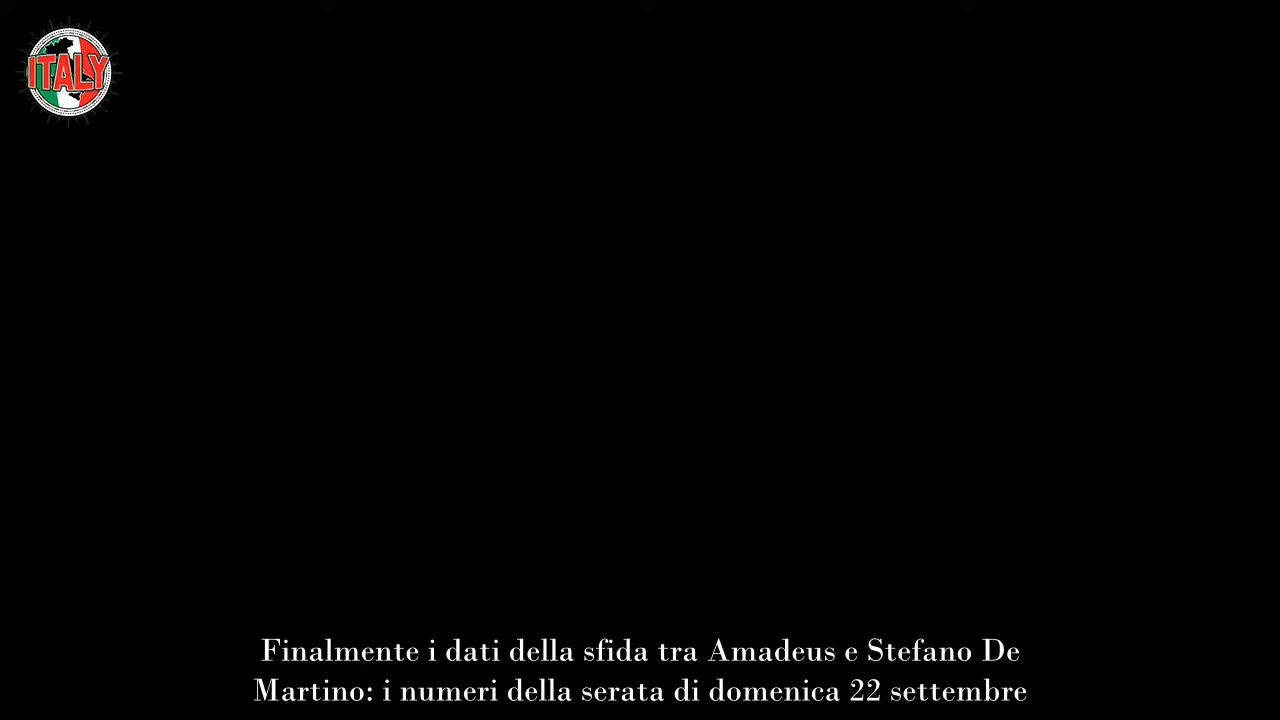 ITALY
Finalmente i dati della sfida tra Amadeus e Stefano De
Martino: i numeri della serata di domenica 22 settembre